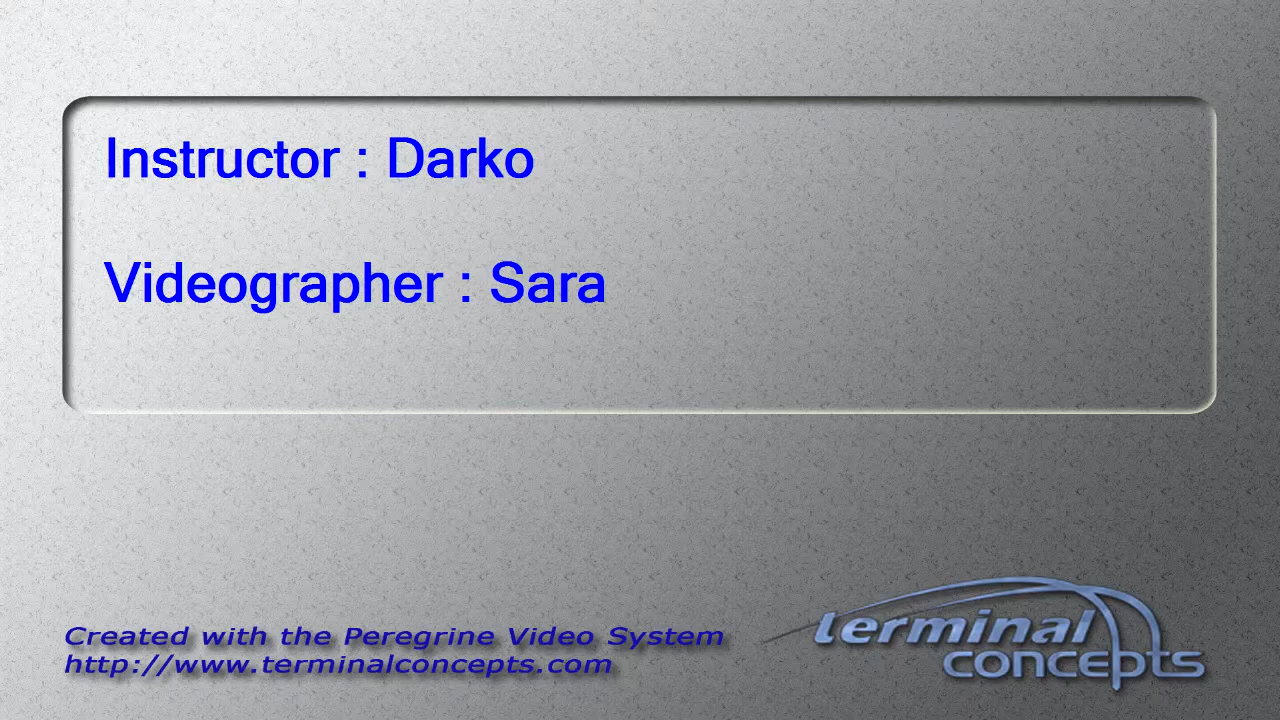 Instructor : Darko
Videographer : Sara
Created with the Peregrine Video System
http://www.terminalconcepts.com
terminal
concepts